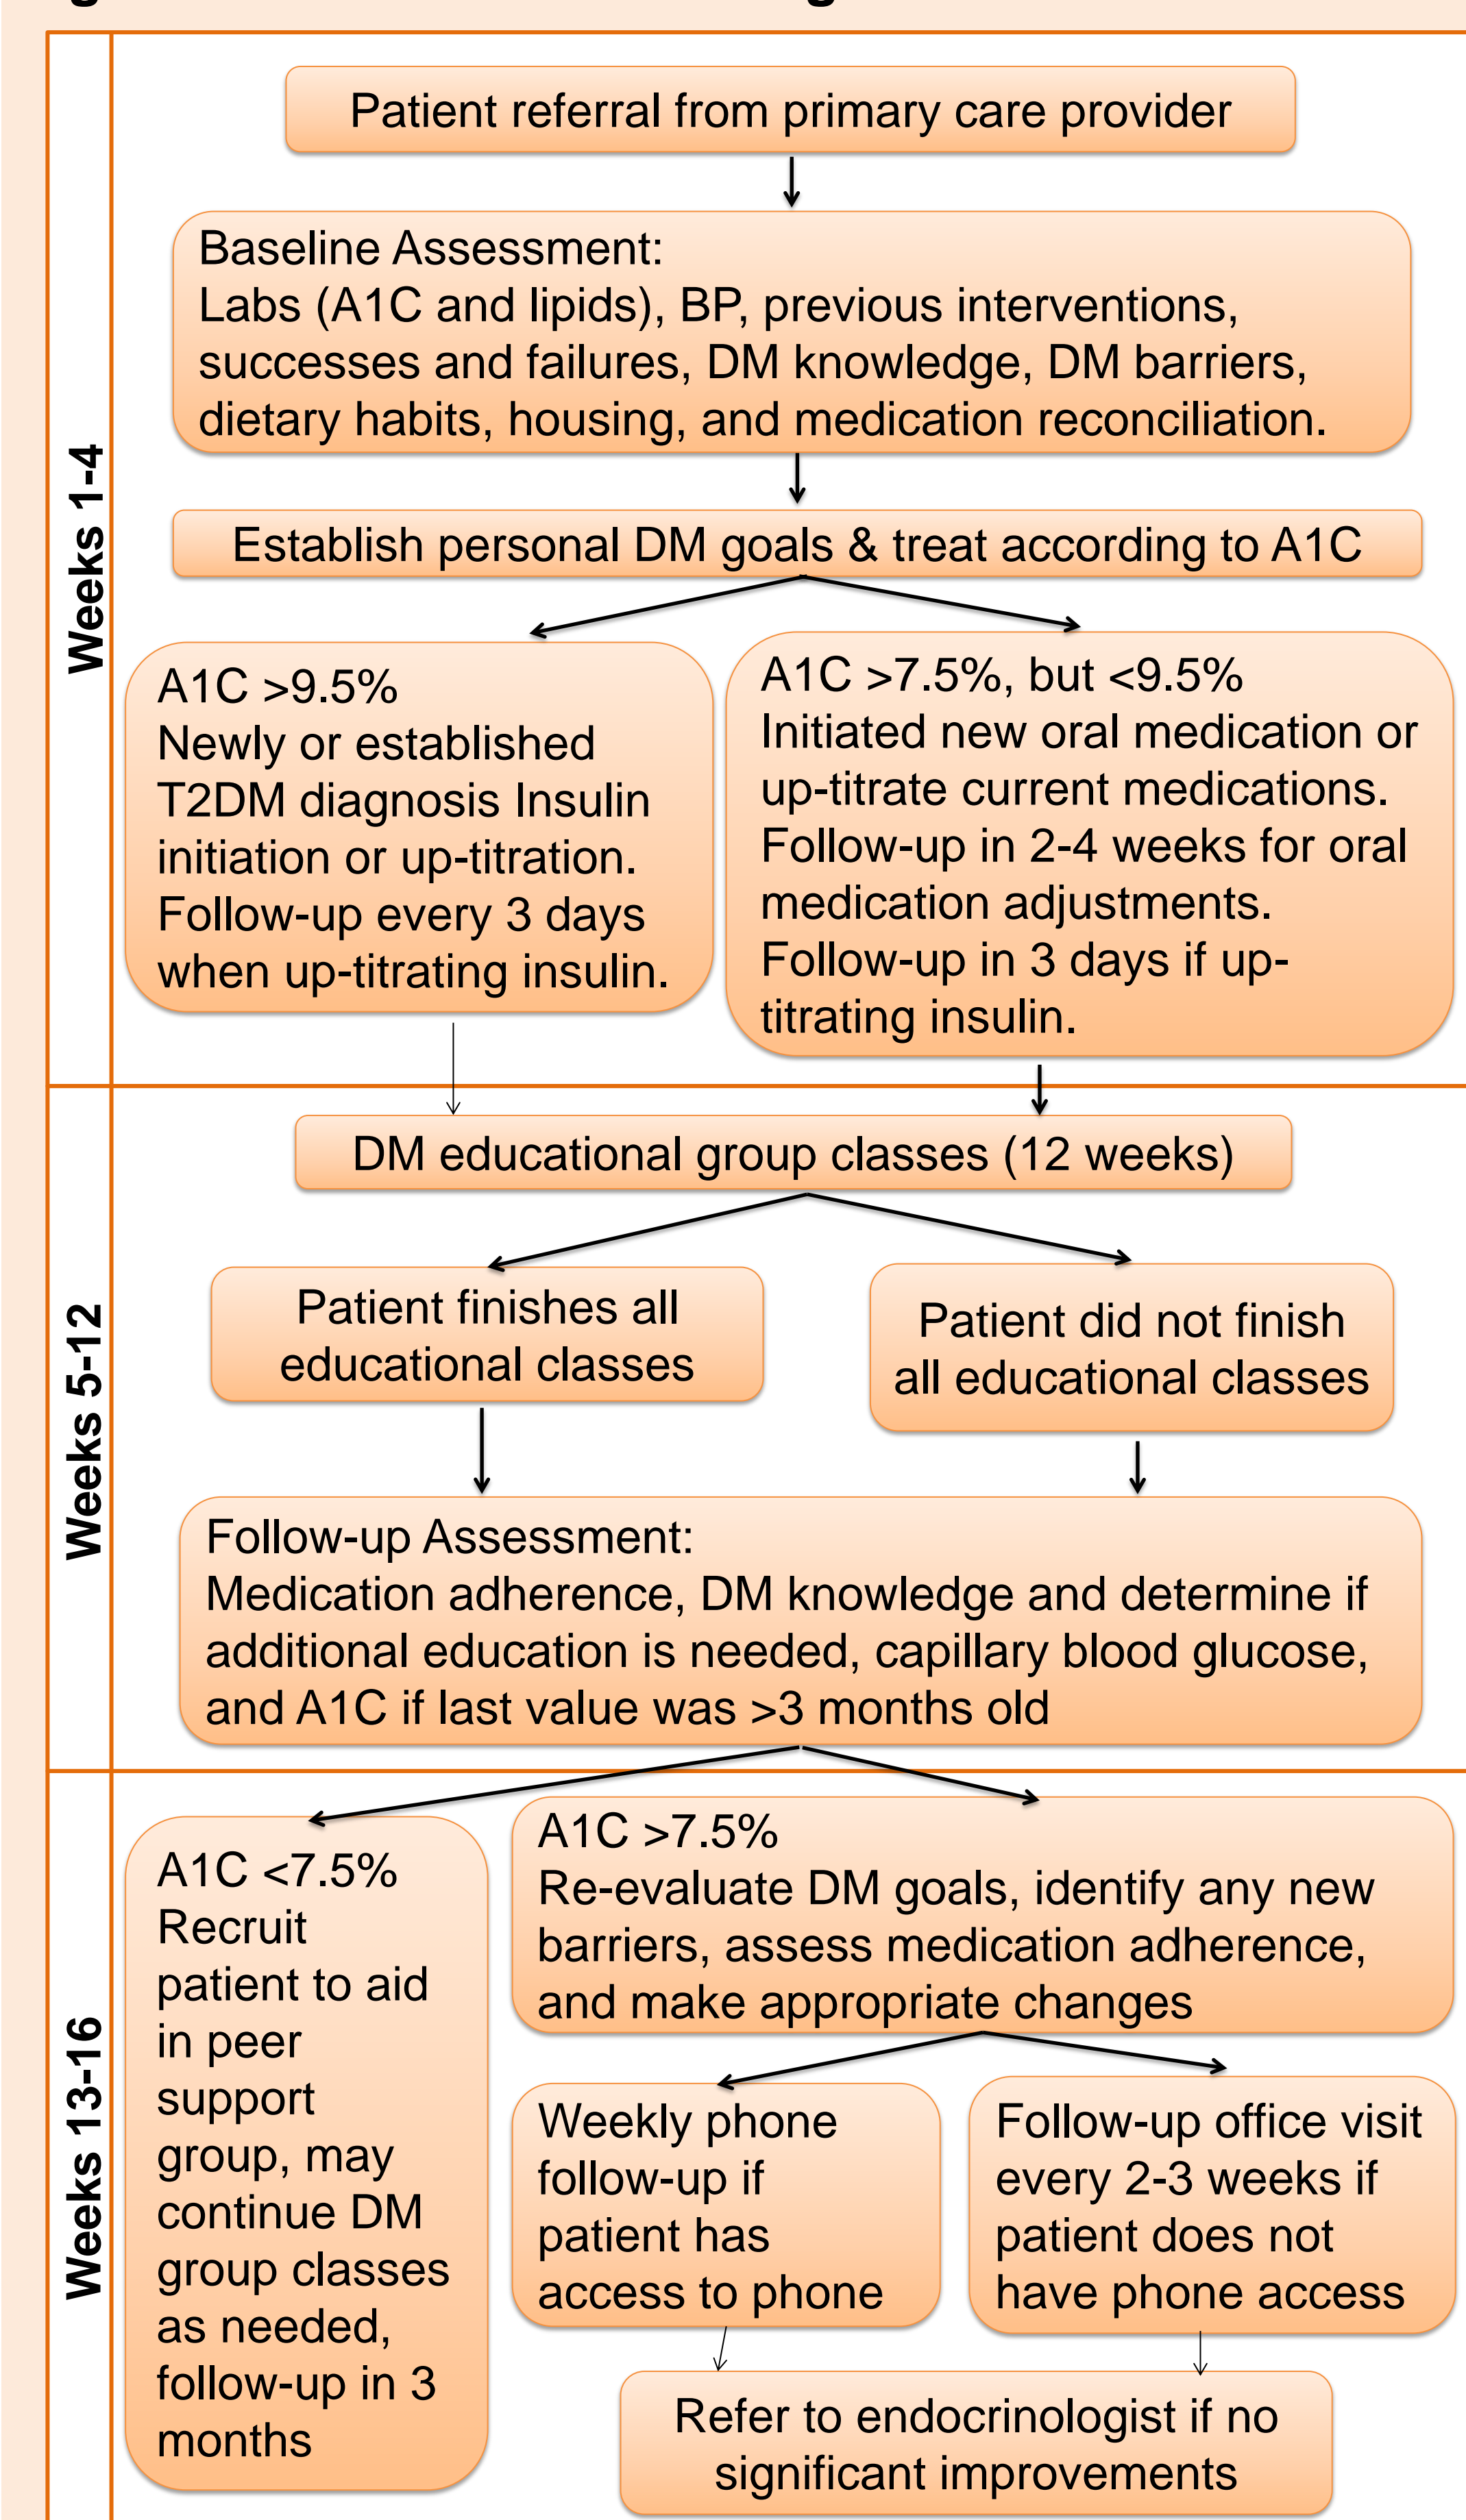 Weeks 1-4
Patient referral from primary care provider
Baseline Assessment:
Labs (A1C and lipids), BP, previous interventions,
successes and failures, DM knowledge, DM barriers,
dietary habits, housing, and medication reconciliation.
Establish personal DM goals & treat according to A1C
A1C >9.5%
Newly or established
T2DM diagnosis Insulin
initiation or up-titration.
Follow-up every 3 days
when up-titrating insulin.
A1C >7.5%, but <9.5%
Initiated new oral medication or
up-titrate current medications.
Follow-up in 2-4 weeks for oral
medication adjustments.
Follow-up in 3 days if up-
titrating insulin.
Weeks 5-12
DM educational group classes (12 weeks)
Patient finishes all
educational classes
Patient did not finish
all educational classes
Follow-up Assessment:
Medication adherence, DM knowledge and determine if
additional education is needed, capillary blood glucose,
and A1C if last value was >3 months old
Weeks 13-16
A1C <7.5%
Recruit
patient to aid
in peer
support
group, may
continue DM
group classes
as needed,
follow-up in 3
months
A1C >7.5%
Re-evaluate DM goals, identify any new
barriers, assess medication adherence,
and make appropriate changes
Weekly phone
follow-up if
patient has
access to phone
Follow-up office visit
every 2-3 weeks if
patient does not
have phone access
Refer to endocrinologist if no
significant improvements